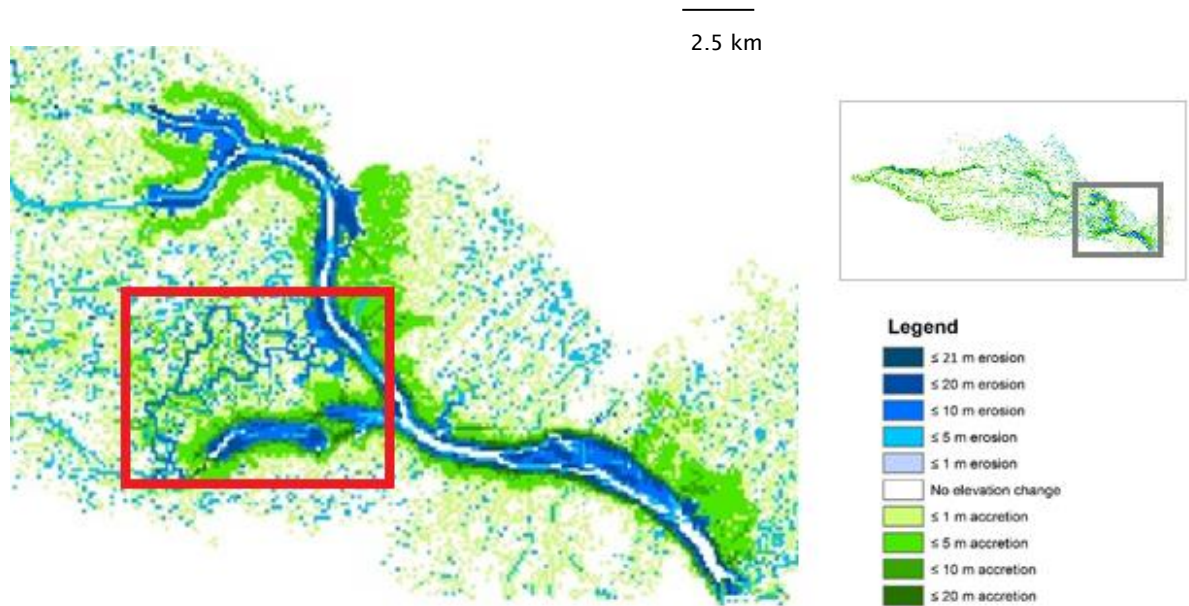 2.5 km
Legend
≤ 21 m erosion
≤ 20 m erosion
≤ 10 m erosion
≤ 5 m erosion
≤ 1 m erosion
No elevation change
≤ 1 m accretion
≤ 5 m accretion
≤ 10 m accretion
≤ 20 m accretion